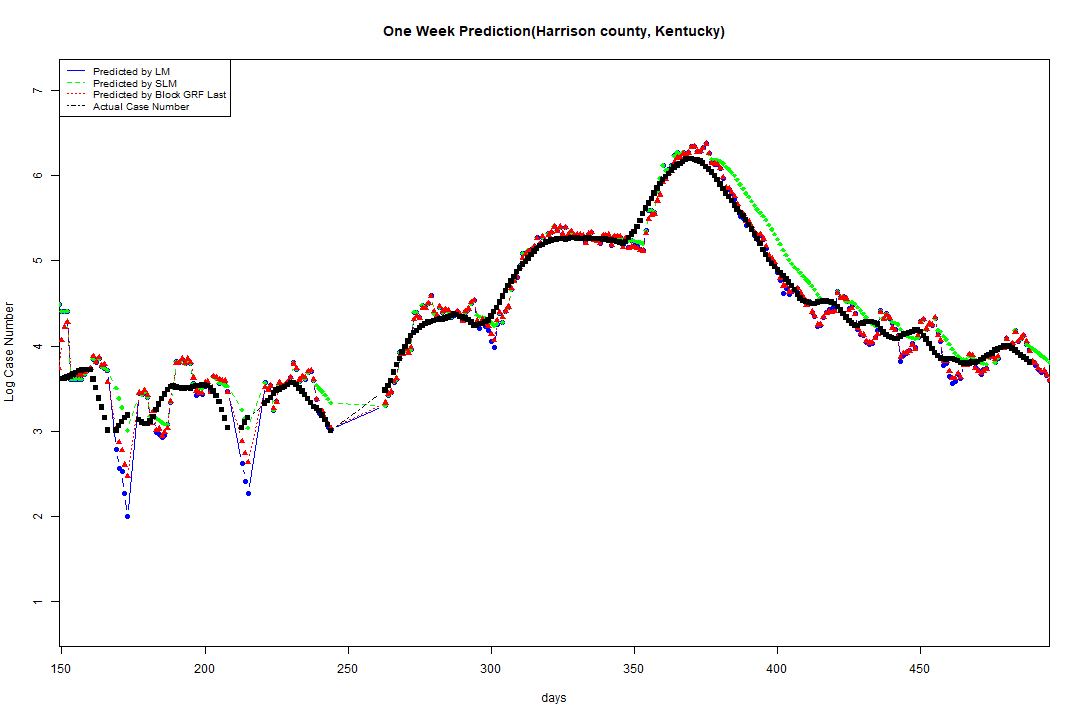 One Week Prediction(Harrison county, Kentucky)
Predicted by LM
Predicted by SLM
Predicted by Block GRF Last
Actual Case Number
7
6
5
4
3
2
1
Log Case Number
150 200 250 300 350 400 450
days